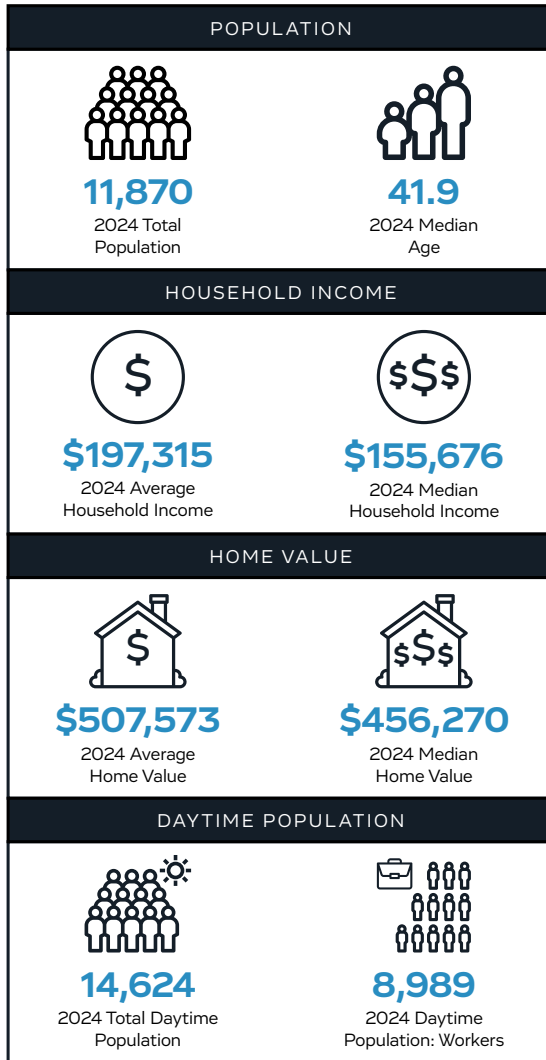 POPULATION
11,870
2024 Total
Population
41.9
2024 Median
Age
HOUSEHOLD INCOME
$
$197,315
2024 Average
Household Income
$$$
$155,676
2024 Median
Household Income
HOME VALUE
$
$507,573
2024 Average
Home Value
$$$
$456,270
2024 Median
Home Value
DAYTIME POPULATION
14,624
2024 Total Daytime
Population
8,989
2024 Daytime
Population: Workers